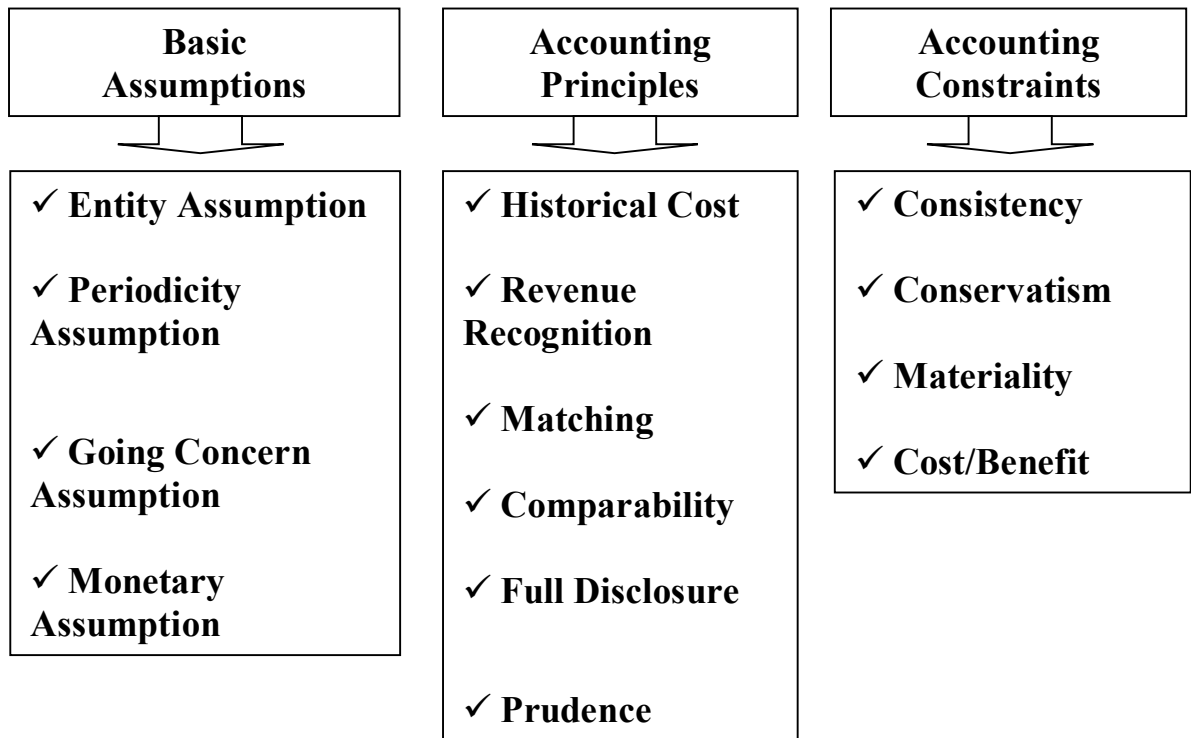 Basic
Assumptions
✓ Entity Assumption
✓ Periodicity
Assumption
✓ Going Concern
Assumption
✓ Monetary
Assumption
Accounting
Principles
✓ Historical Cost
✓ Revenue
Recognition
✓ Matching
✓ Comparability
✓ Full Disclosure
✓ Prudence
Accounting
Constraints
✓ Consistency
✓ Conservatism
✓ Materiality
✓ Cost/Benefit